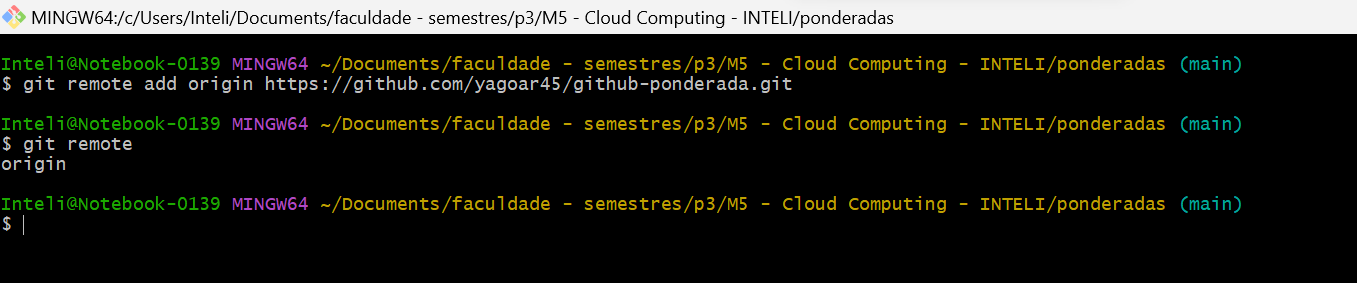 MINGW64:/c/Users/Inteli/Documents/faculdade - semestres/p3/M5 - Cloud Computing - INTELI/ponderadas
Inteli@Notebook-0139 MINGW64 ~/Documents/faculdade - semestres/p3/M5 - Cloud Computing - INTELI/ponderadas (main)
$ git remote add origin https://github.com/yagoar45/github-ponderada.git
Inteli@Notebook-0139 MINGW64 ~/Documents/faculdade - semestres/p3/M5 - Cloud Computing - INTELI/ponderadas (main)
$ git remote
origin
Inteli@Notebook-0139 MINGW64 ~/Documents/faculdade - semestres/p3/M5 - Cloud Computing - INTELI/ponderadas (main)
$